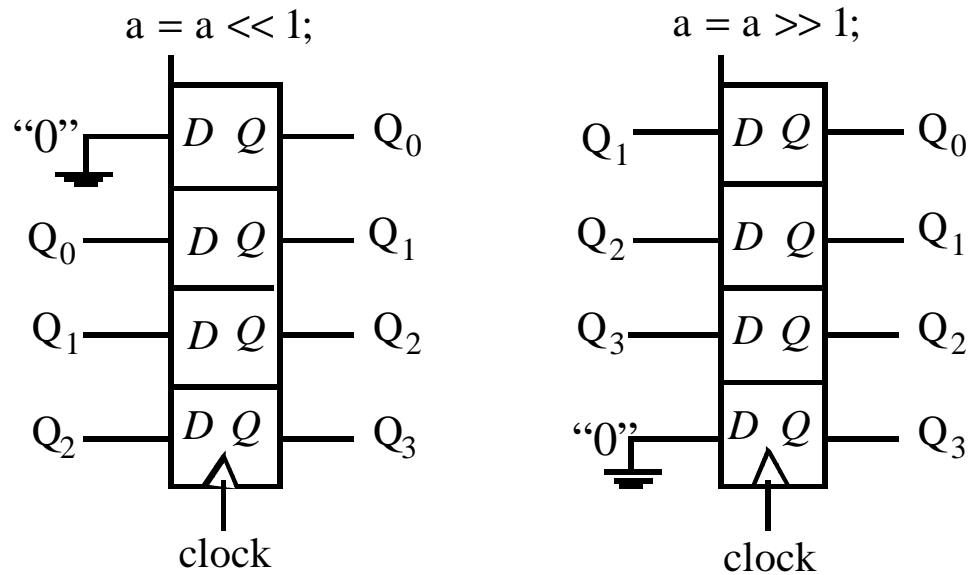 a = a << 1;
“0” D Q Q0
Q0 D Q Q1
Q1 D Q Q2
Q2 D Q Q3
clock
a = a >> 1;
Q1 D Q Q0
Q2 D Q Q1
Q3 D Q Q2
“0” D Q Q3
clock